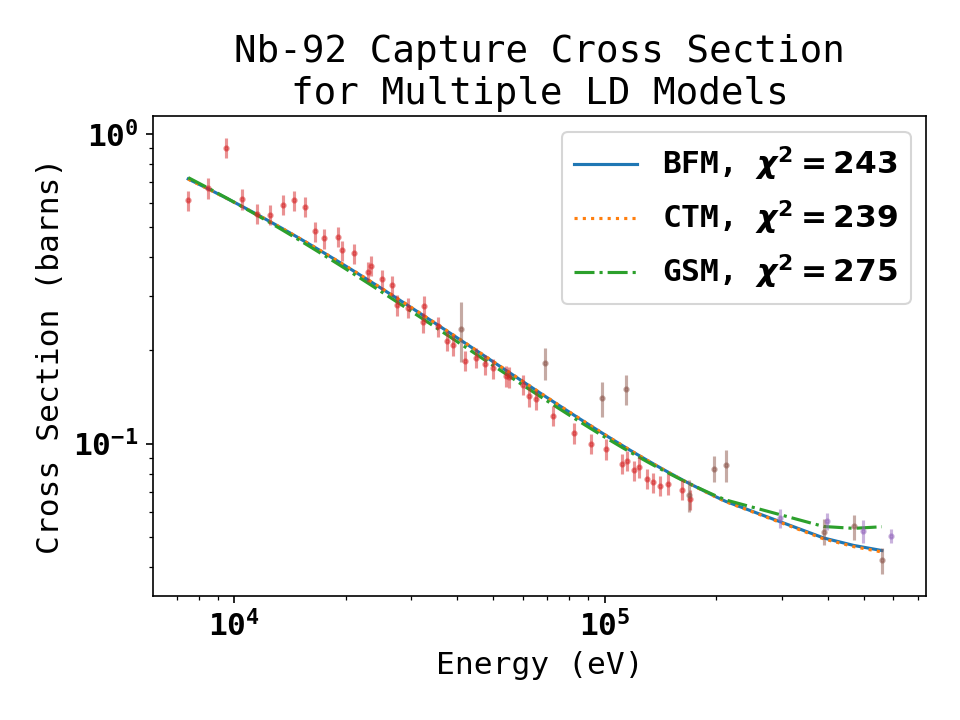 Nb-92 Capture Cross Section
for Multiple LD Models
10⁰
BFM, χ² = 243
CTM, χ² = 239
GSM, χ² = 275
Cross Section (barns)
10⁻¹
10⁴ 10⁵
Energy (eV)